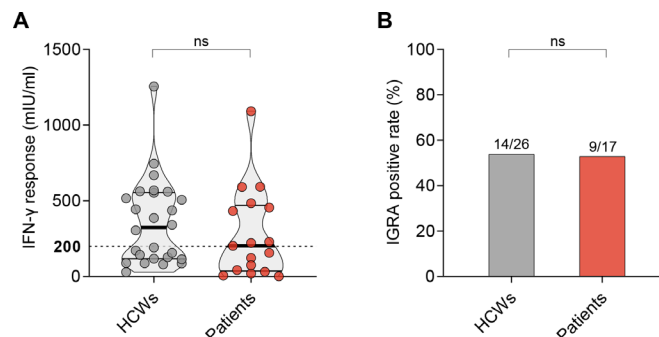 A
ns
1500
1000
500
200
0
IFN-γ response (mIU/ml)
HCWs
Patients
B
ns
100
80
60
40
20
0
IGRA positive rate (%)
14/26
9/17
HCWs
Patients